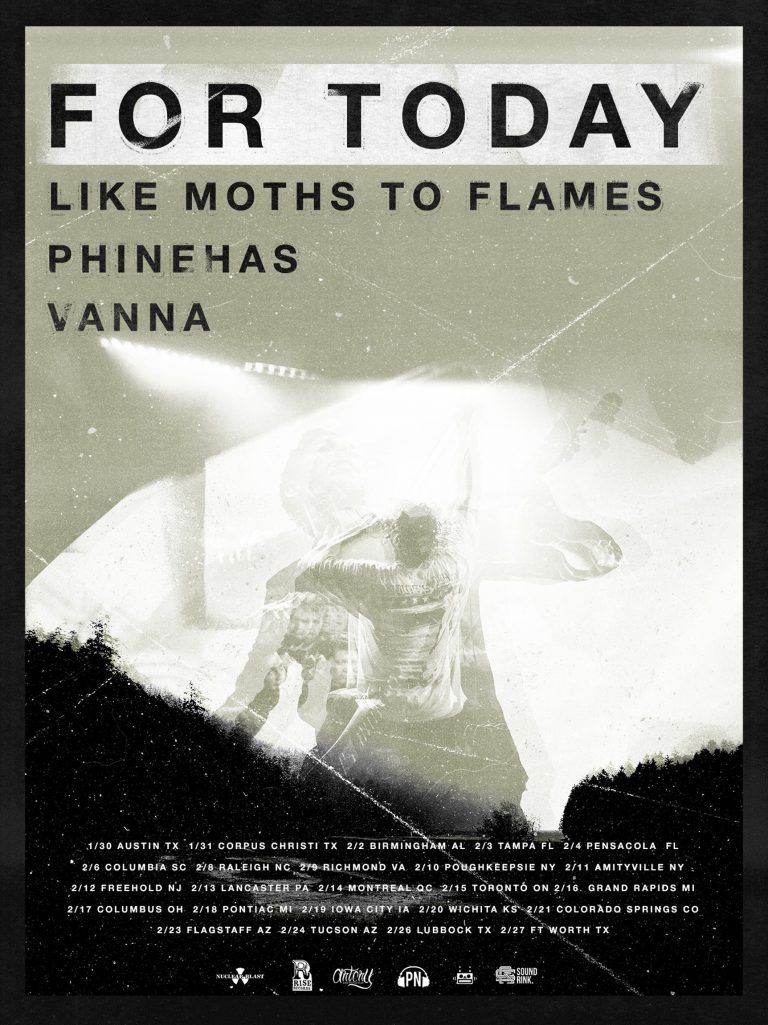 FOR TODAY
LIKE MOTHS TO FLAMES
PHINEHAS
VANNA
1/30 AUSTIN TX 1/31 CORPUS CHRISTI TX 2/2 BIRMINGHAM AL 2/3 TAMPA FL 2/4 PENSACOLA FL
2/6 COLUMBIA SC 2/8 RALEIGH NC 2/9 RICHMOND VA 2/10 POUGHKEEPSIE NY 2/11 AMITYVILLE NY
2/12 FREEHOLD NJ 2/13 LANCASTER PA 2/14 MONTREAL QC 2/15 TORONTO ON 2/16 GRAND RAPIDS MI
2/17 COLUMBUS OH 2/18 PONTIAC MI 2/19 IOWA CITY IA 2/20 WICHITA KS 2/21 COLORADO SPRINGS CO
2/23 FLAGSTAFF AZ 2/24 TUCSON AZ 2/26 LUBBOCK TX 2/27 FT WORTH TX
NUCLEAR BLAST
R
RISE
RECORDS
PN
SOUND
RINK.